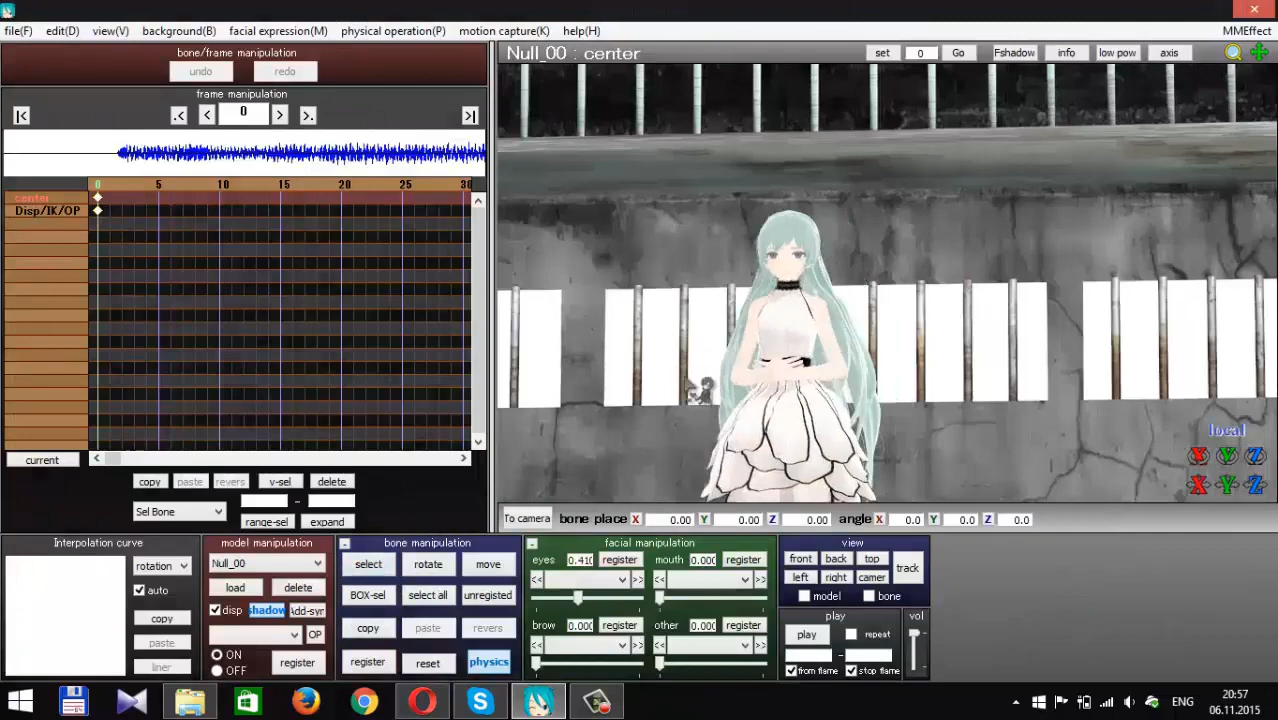 file(F) edit(D) view(V) background(B) facial expression(M) physical operation(P) motion capture(K) help(H) MMEffect
bone/frame manipulation
undo redo
frame manipulation
|< .< < 0 > >. >|
0 5 10 15 20 25 30
center
Disp/IK/OP
current
copy paste revers v-sel delete
Sel Bone -
range-sel expand
Null_00 : center set 0 Go Fshadow info low pow axis
local
X Y Z
X Y Z
To camera bone place X 0.00 Y 0.00 Z 0.00 angle X 0.0 Y 0.0 Z 0.0
Interpolation curve
rotation
auto
copy
paste
liner
model manipulation
Null_00
load delete
disp shadow Add-syn
OP
ON
OFF
register
- bone manipulation
select rotate move
BOX-sel select all unregisted
copy paste revers
register reset physics
- facial manipulation
eyes 0.410 register mouth 0.000 register
<< >> << >>
brow 0.000 register other 0.000 register
<< >> << >>
view
front back top
left right camer
track
model bone
play
play repeat
-
from flame stop flame
vol
ENG
20:57
06.11.2015